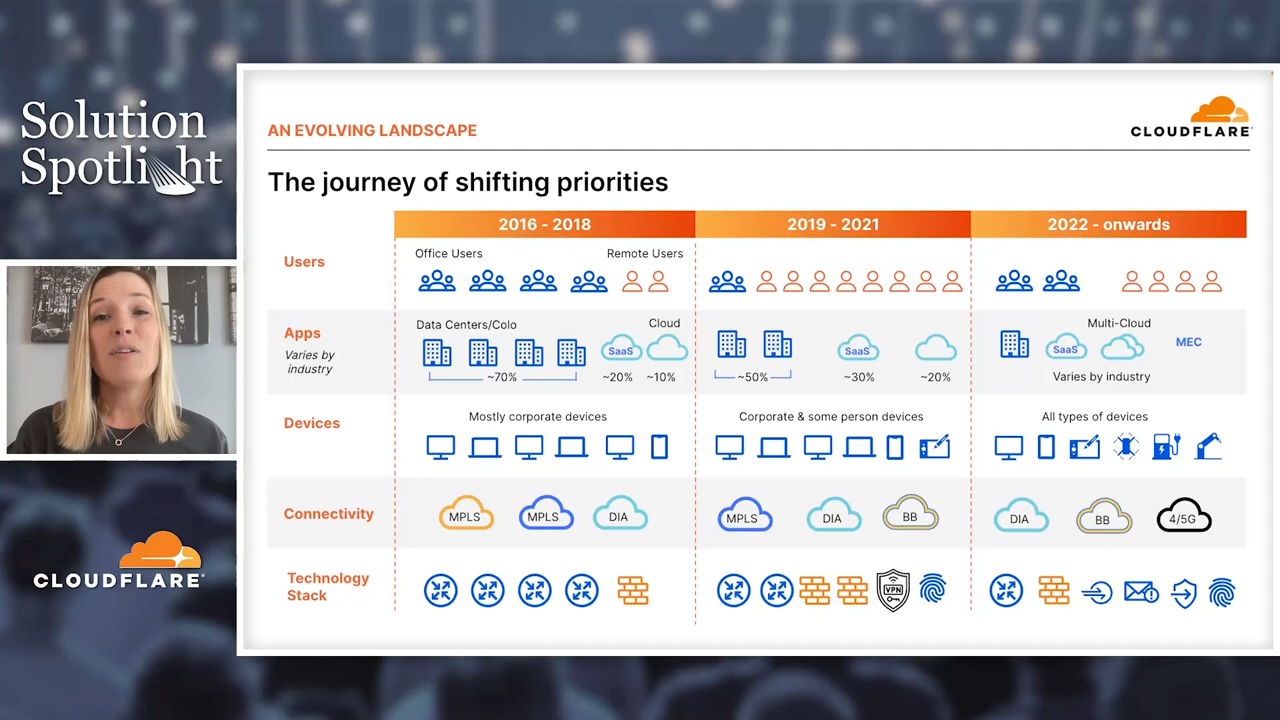 Solution
Spotlight
CLOUDFLARE
AN EVOLVING LANDSCAPE
CLOUDFLARE
The journey of shifting priorities
2016 - 2018
2019 - 2021
2022 - onwards
Users
Office Users
Remote Users
Apps
Varies by
industry
Data Centers/Colo
Cloud
SaaS
~70%
~20%
~10%
SaaS
~50%
~30%
~20%
Multi-Cloud
SaaS
MEC
Varies by industry
Devices
Mostly corporate devices
Corporate & some person devices
All types of devices
Connectivity
MPLS
MPLS
DIA
MPLS
DIA
BB
DIA
BB
4/5G
Technology
Stack
VPN